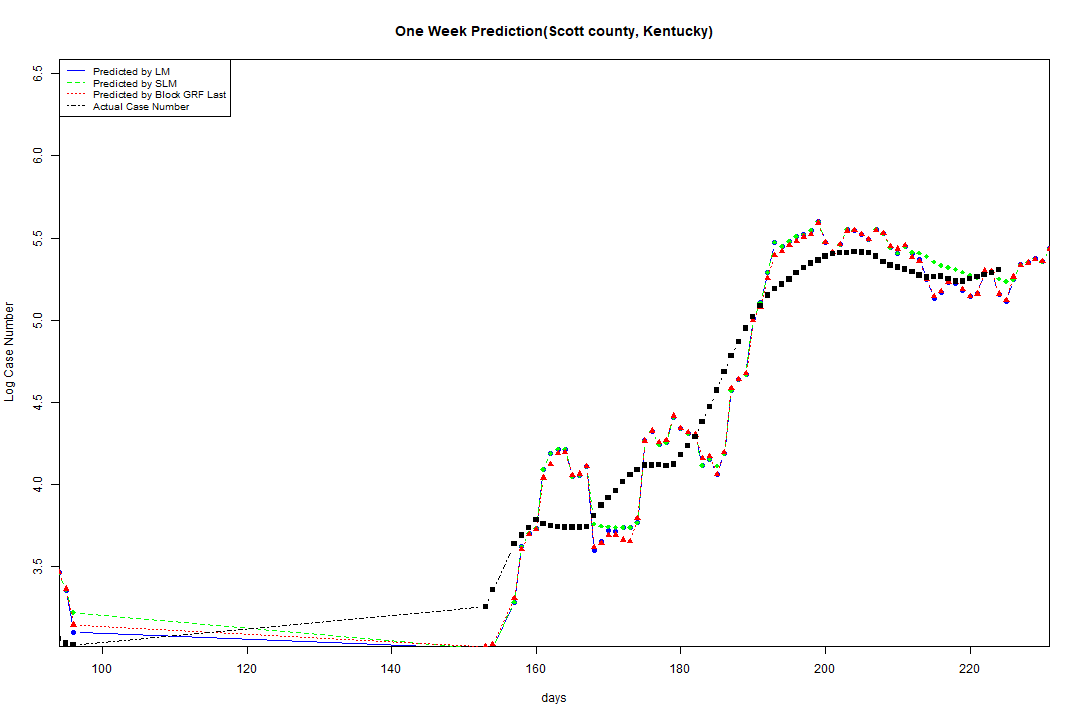 One Week Prediction(Scott county, Kentucky)
Predicted by LM
Predicted by SLM
Predicted by Block GRF Last
Actual Case Number
6.5
6.0
5.5
5.0
4.5
4.0
3.5
Log Case Number
100 120 140 160 180 200 220
days